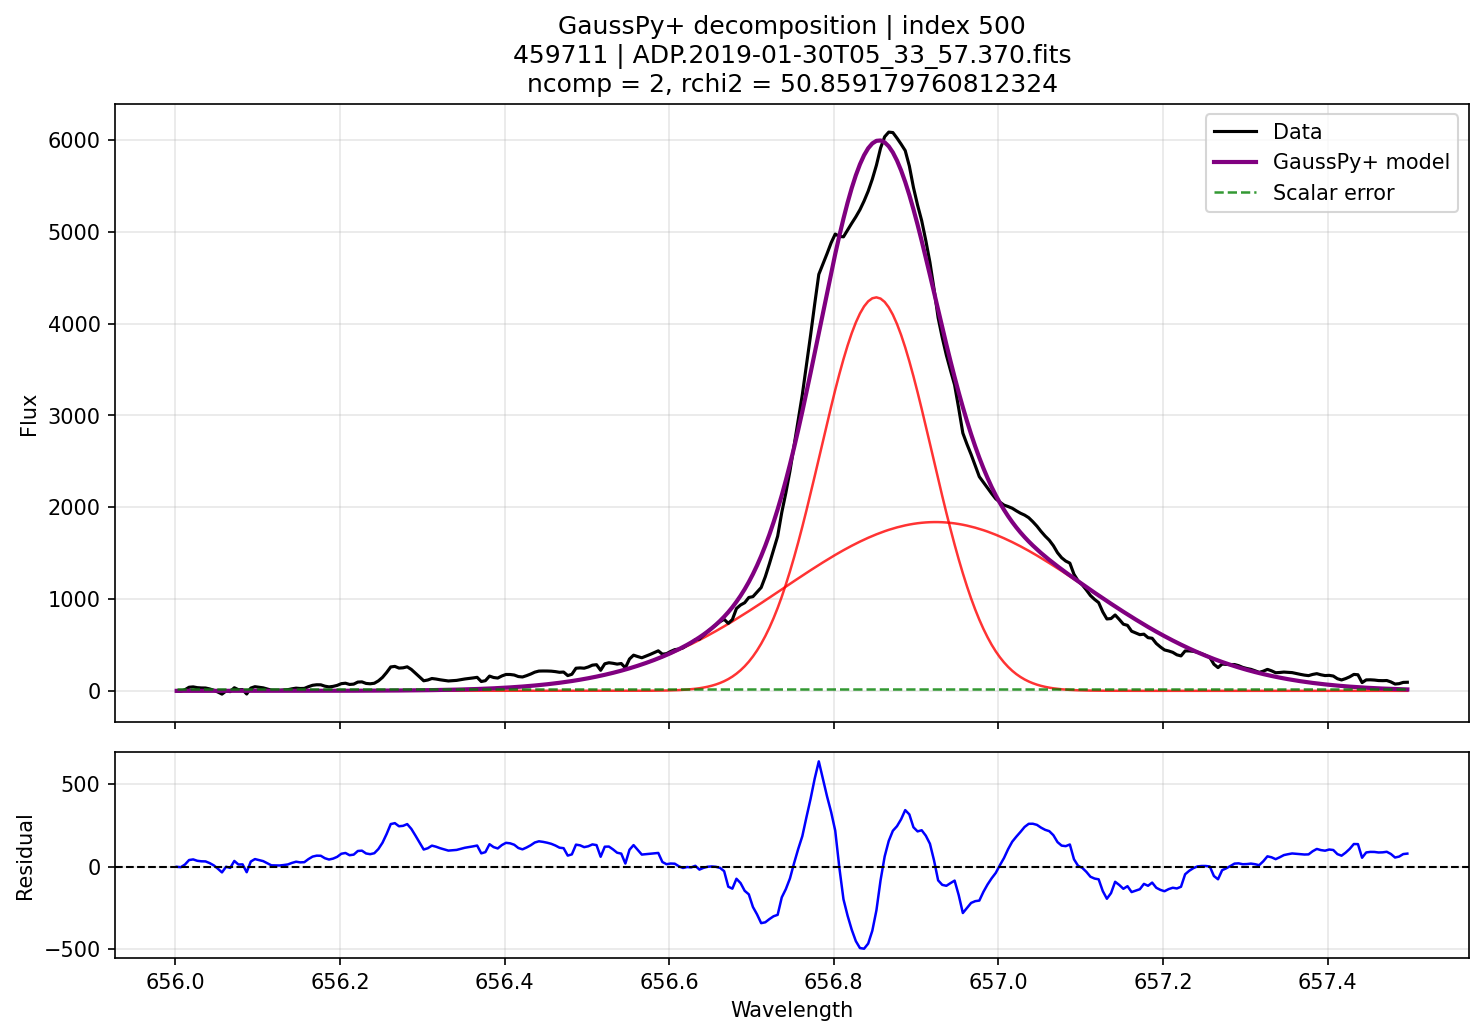 GaussPy+ decomposition | index 500
459711 | ADP.2019-01-30T05_33_57.370.fits
ncomp = 2, rchi2 = 50.859179760812324
Data
GaussPy+ model
Scalar error
Flux
6000
5000
4000
3000
2000
1000
0
Residual
500
0
−500
656.0 656.2 656.4 656.6 656.8 657.0 657.2 657.4
Wavelength